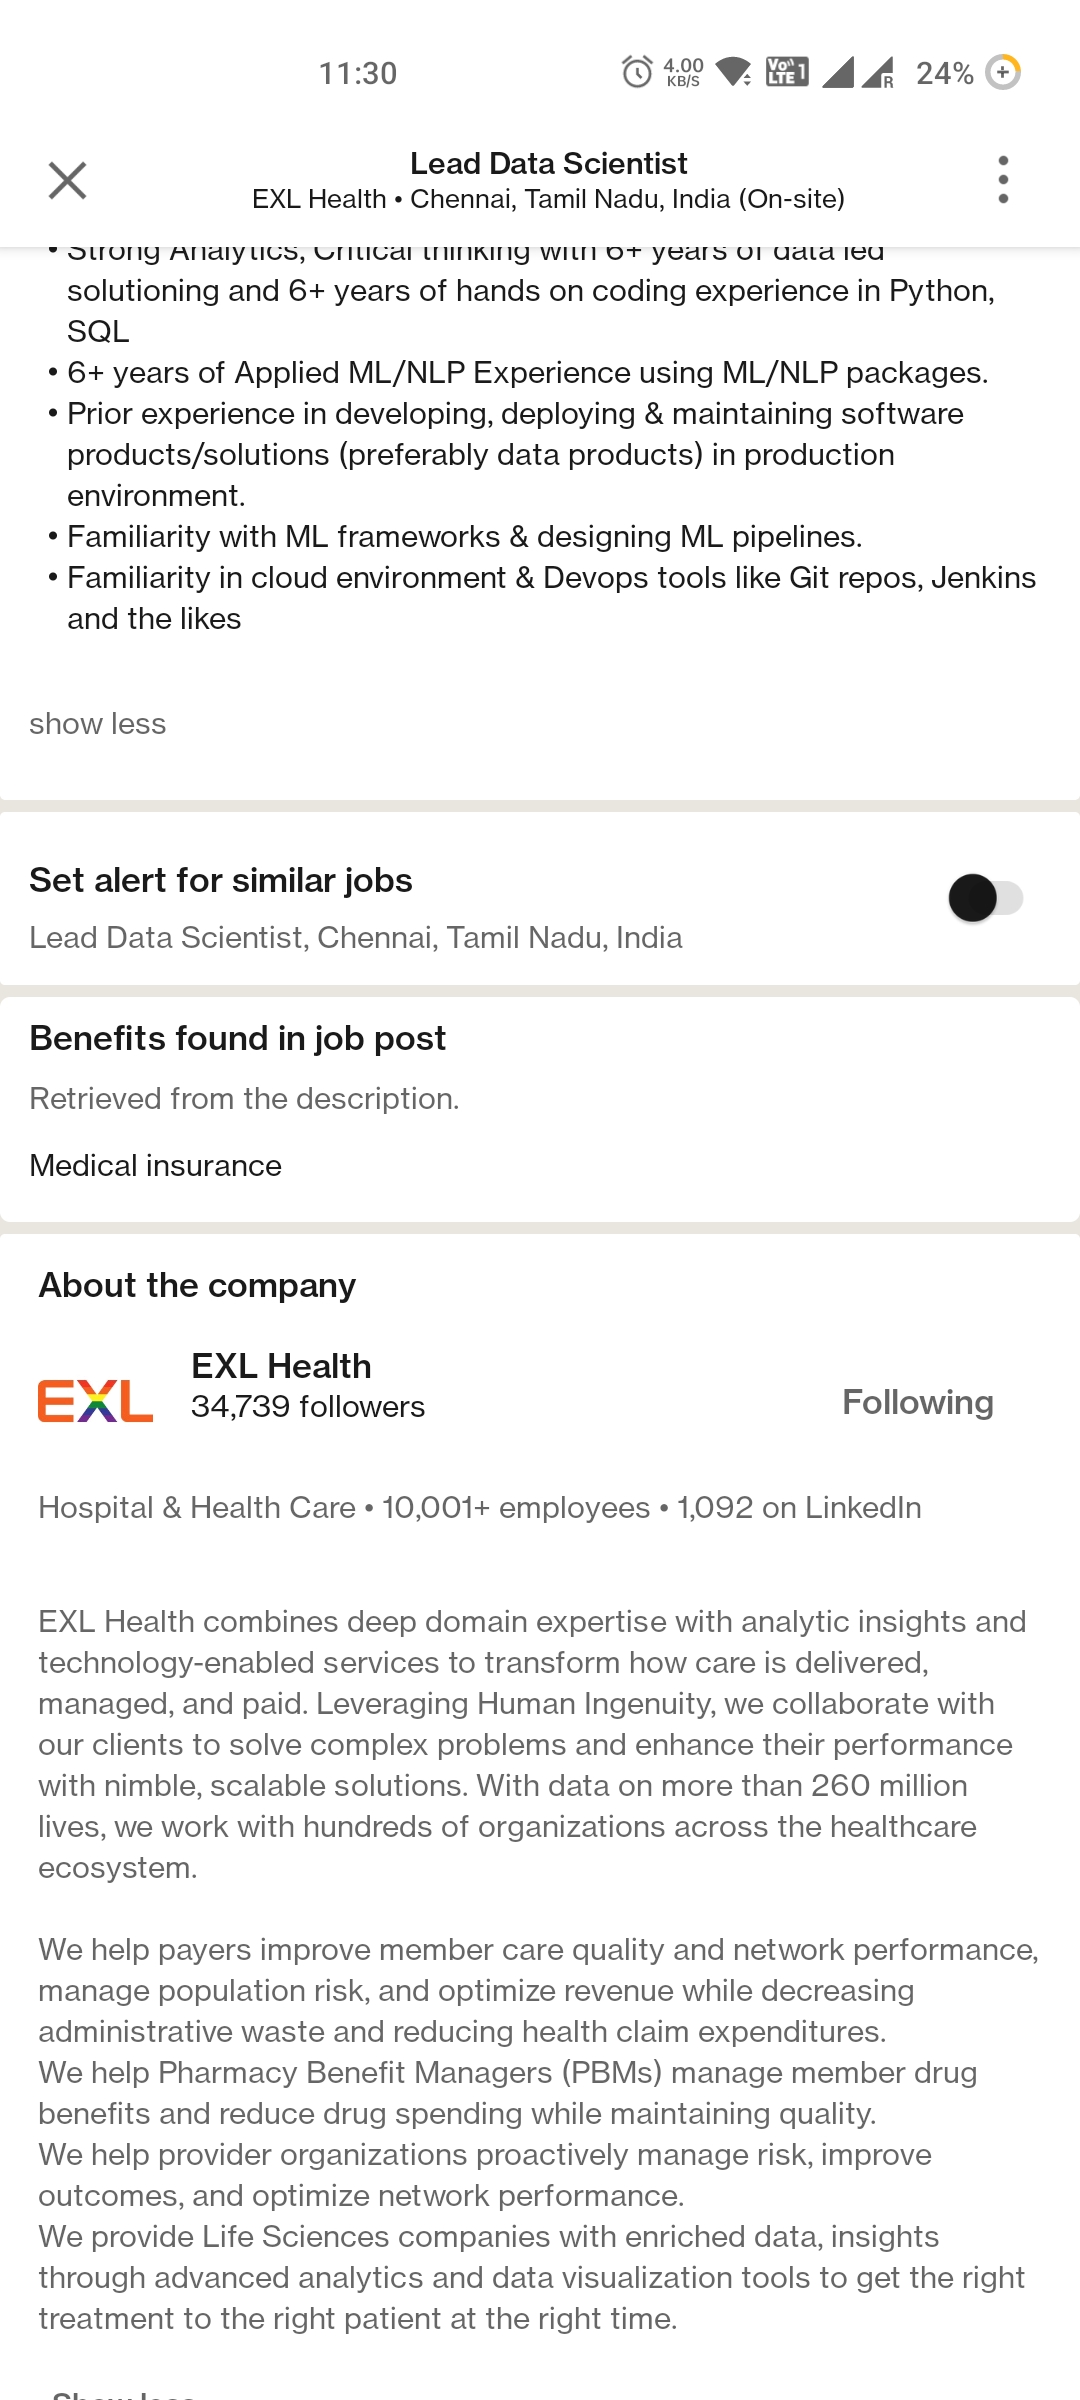 11:30
4.00
KB/S
Vo))
LTE 1
R
24%
Lead Data Scientist
EXL Health • Chennai, Tamil Nadu, India (On-site)
• Strong Analytics, Critical thinking with 6+ years of data led
solutioning and 6+ years of hands on coding experience in Python,
SQL
• 6+ years of Applied ML/NLP Experience using ML/NLP packages.
• Prior experience in developing, deploying & maintaining software
products/solutions (preferably data products) in production
environment.
• Familiarity with ML frameworks & designing ML pipelines.
• Familiarity in cloud environment & Devops tools like Git repos, Jenkins
and the likes
show less
Set alert for similar jobs
Lead Data Scientist, Chennai, Tamil Nadu, India
Benefits found in job post
Retrieved from the description.
Medical insurance
About the company
EXL
EXL Health
34,739 followers
Following
Hospital & Health Care • 10,001+ employees • 1,092 on LinkedIn
EXL Health combines deep domain expertise with analytic insights and
technology-enabled services to transform how care is delivered,
managed, and paid. Leveraging Human Ingenuity, we collaborate with
our clients to solve complex problems and enhance their performance
with nimble, scalable solutions. With data on more than 260 million
lives, we work with hundreds of organizations across the healthcare
ecosystem.
We help payers improve member care quality and network performance,
manage population risk, and optimize revenue while decreasing
administrative waste and reducing health claim expenditures.
We help Pharmacy Benefit Managers (PBMs) manage member drug
benefits and reduce drug spending while maintaining quality.
We help provider organizations proactively manage risk, improve
outcomes, and optimize network performance.
We provide Life Sciences companies with enriched data, insights
through advanced analytics and data visualization tools to get the right
treatment to the right patient at the right time.
Show less